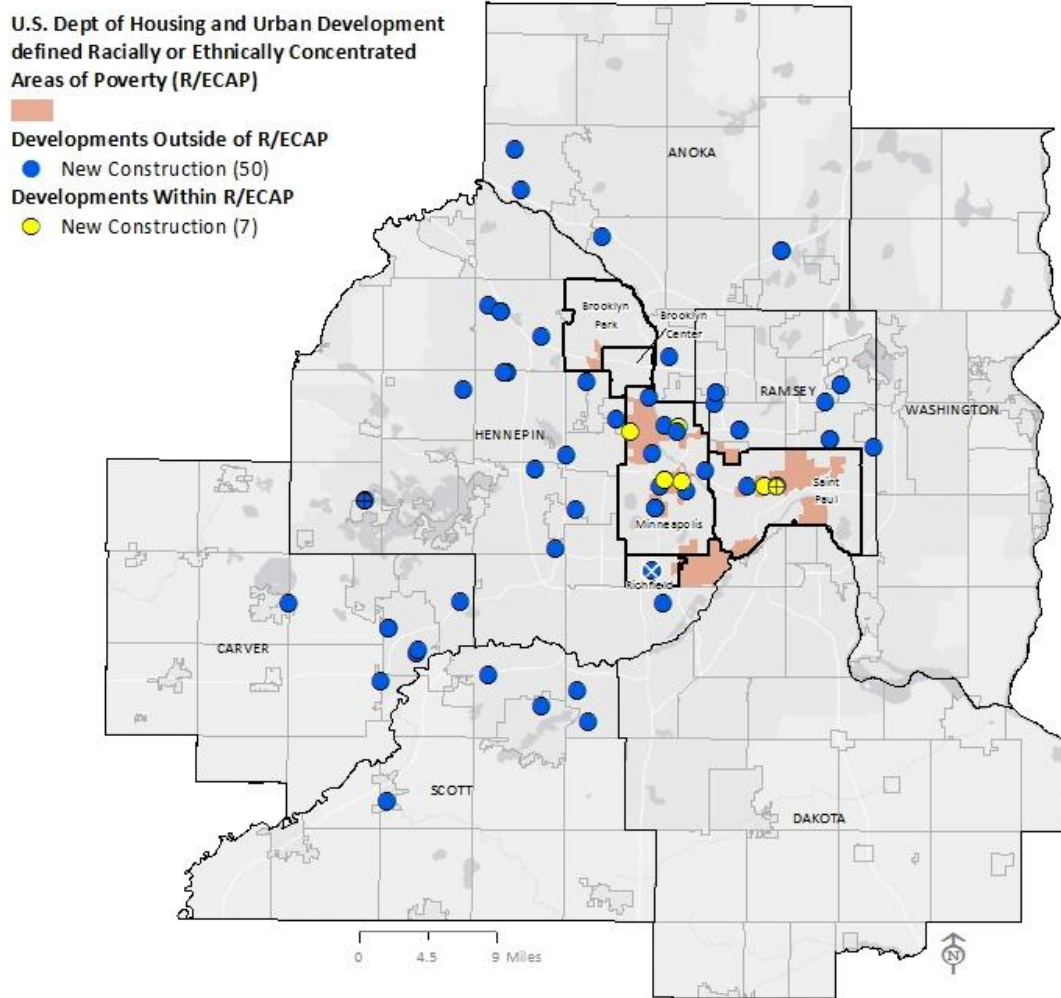 U.S. Dept of Housing and Urban Development
defined Racially or Ethnically Concentrated
Areas of Poverty (R/ECAP)
Developments Outside of R/ECAP
New Construction (50)
Developments Within R/ECAP
New Construction (7)
ANOKA
Brooklyn
Park
Brooklyn
Center
RAMSEY
WASHINGTON
HENNEPIN
Saint
Paul
Minneapolis
Richfield
CARVER
SCOTT
DAKOTA
0 4.5 9 Miles
N